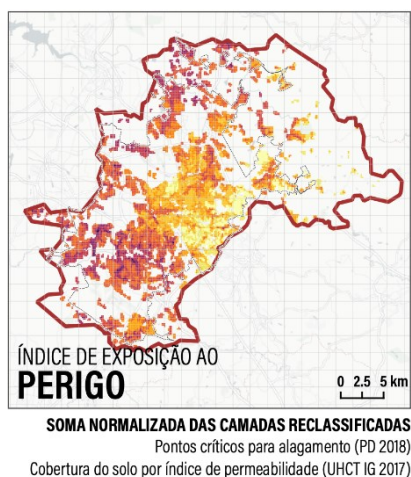 ÍNDICE DE EXPOSIÇÃO AO
PERIGO
0 2.5 5 km
SOMA NORMALIZADA DAS CAMADAS RECLASSIFICADAS
Pontos críticos para alagamento (PD 2018)
Cobertura do solo por índice de permeabilidade (UHCT IG 2017)